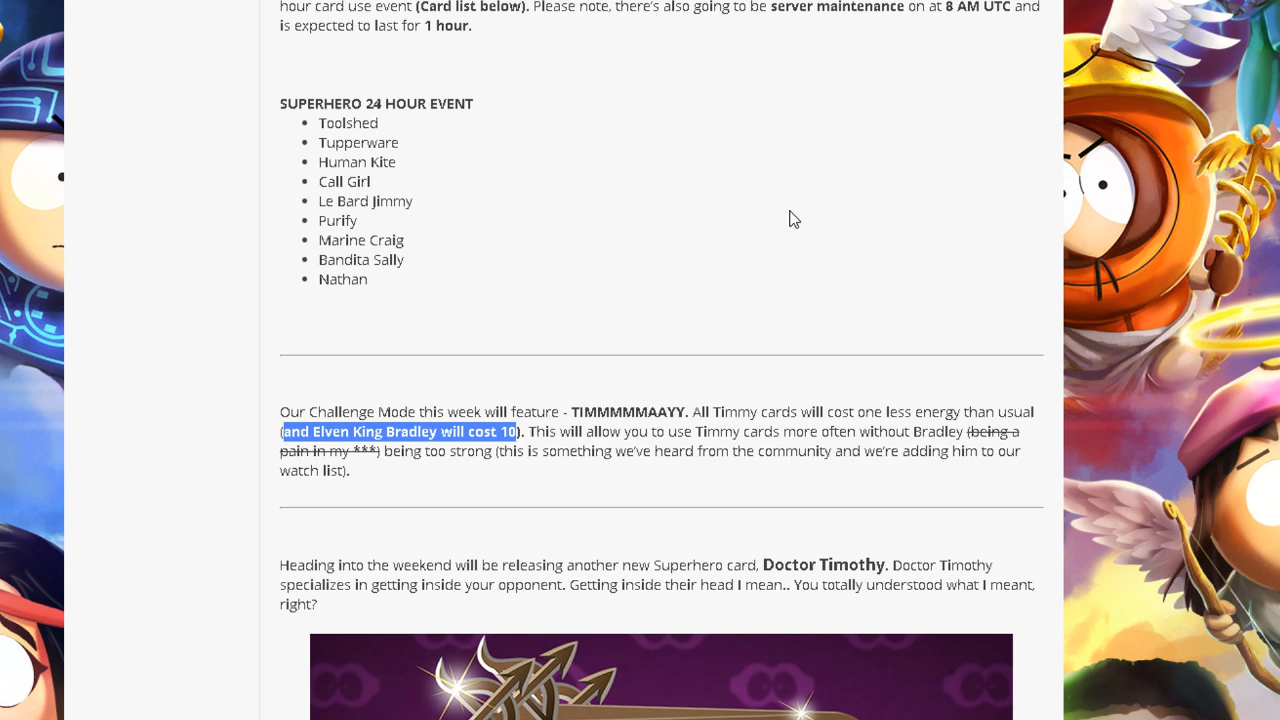 hour card use event (Card list below). Please note, there's also going to be server maintenance on at 8 AM UTC and
is expected to last for 1 hour.
SUPERHERO 24 HOUR EVENT
• Toolshed
• Tupperware
• Human Kite
• Call Girl
• Le Bard Jimmy
• Purify
• Marine Craig
• Bandita Sally
• Nathan
Our Challenge Mode this week will feature - TIMMMMMAAYY. All Timmy cards will cost one less energy than usual
(and Elven King Bradley will cost 10). This will allow you to use Timmy cards more often without Bradley (being a
pain in my ***) being too strong (this is something we've heard from the community and we're adding him to our
watch list).
Heading into the weekend will be releasing another new Superhero card, Doctor Timothy. Doctor Timothy
specializes in getting inside your opponent. Getting inside their head I mean.. You totally understood what I meant,
right?